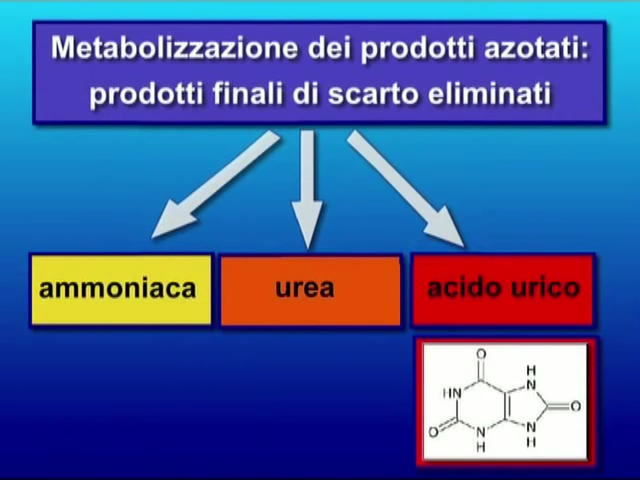 Metabolizzazione dei prodotti azotati:
prodotti finali di scarto eliminati
ammoniaca
urea
acido urico
O
H
HN
N
O
O
N
N
H
H